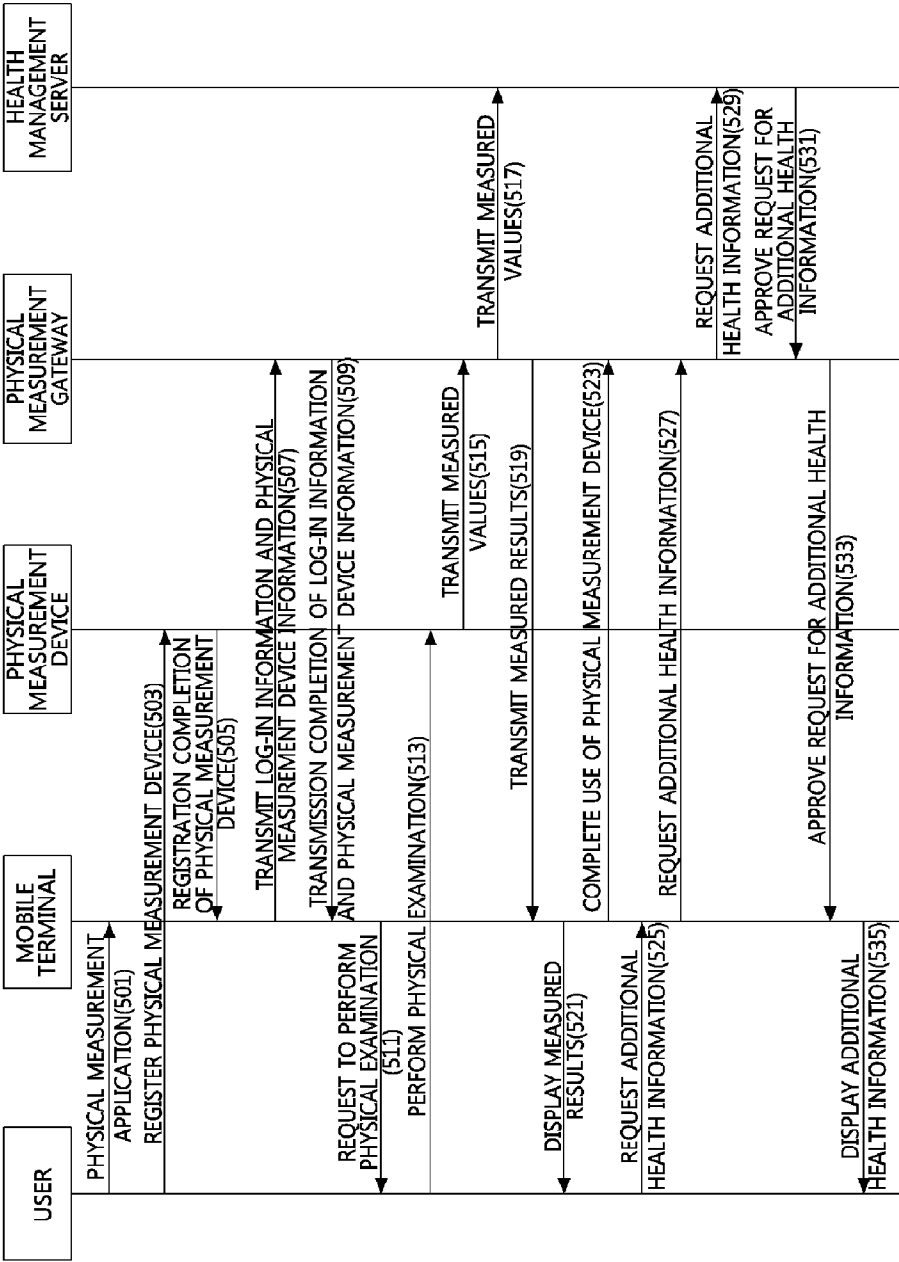 USER
MOBILE
TERMINAL
PHYSICAL
MEASUREMENT
DEVICE
PHYSICAL
MEASUREMENT
GATEWAY
HEALTH
MANAGEMENT
SERVER
PHYSICAL MEASUREMENT
APPLICATION(501)
REGISTER PHYSICAL MEASUREMENT DEVICE(503)
REGISTRATION COMPLETION
OF PHYSICAL MEASUREMENT
DEVICE(505)
TRANSMIT LOG-IN INFORMATION AND PHYSICAL
MEASUREMENT DEVICE INFORMATION(507)
TRANSMISSION COMPLETION OF LOG-IN INFORMATION
AND PHYSICAL MEASUREMENT DEVICE INFORMATION(509)
REQUEST TO PERFORM
PHYSICAL EXAMINATION
(511)
PERFORM PHYSICAL EXAMINATION(513)
TRANSMIT MEASURED
VALUES(515)
TRANSMIT MEASURED
VALUES(517)
TRANSMIT MEASURED RESULTS(519)
DISPLAY MEASURED
RESULTS(521)
COMPLETE USE OF PHYSICAL MEASUREMENT DEVICE(523)
REQUEST ADDITIONAL
HEALTH INFORMATION(525)
REQUEST ADDITIONAL HEALTH INFORMATION(527)
REQUEST ADDITIONAL
HEALTH INFORMATION(529)
APPROVE REQUEST FOR
ADDITIONAL HEALTH
INFORMATION(531)
APPROVE REQUEST FOR ADDITIONAL HEALTH
INFORMATION(533)
DISPLAY ADDITIONAL
HEALTH INFORMATION(535)